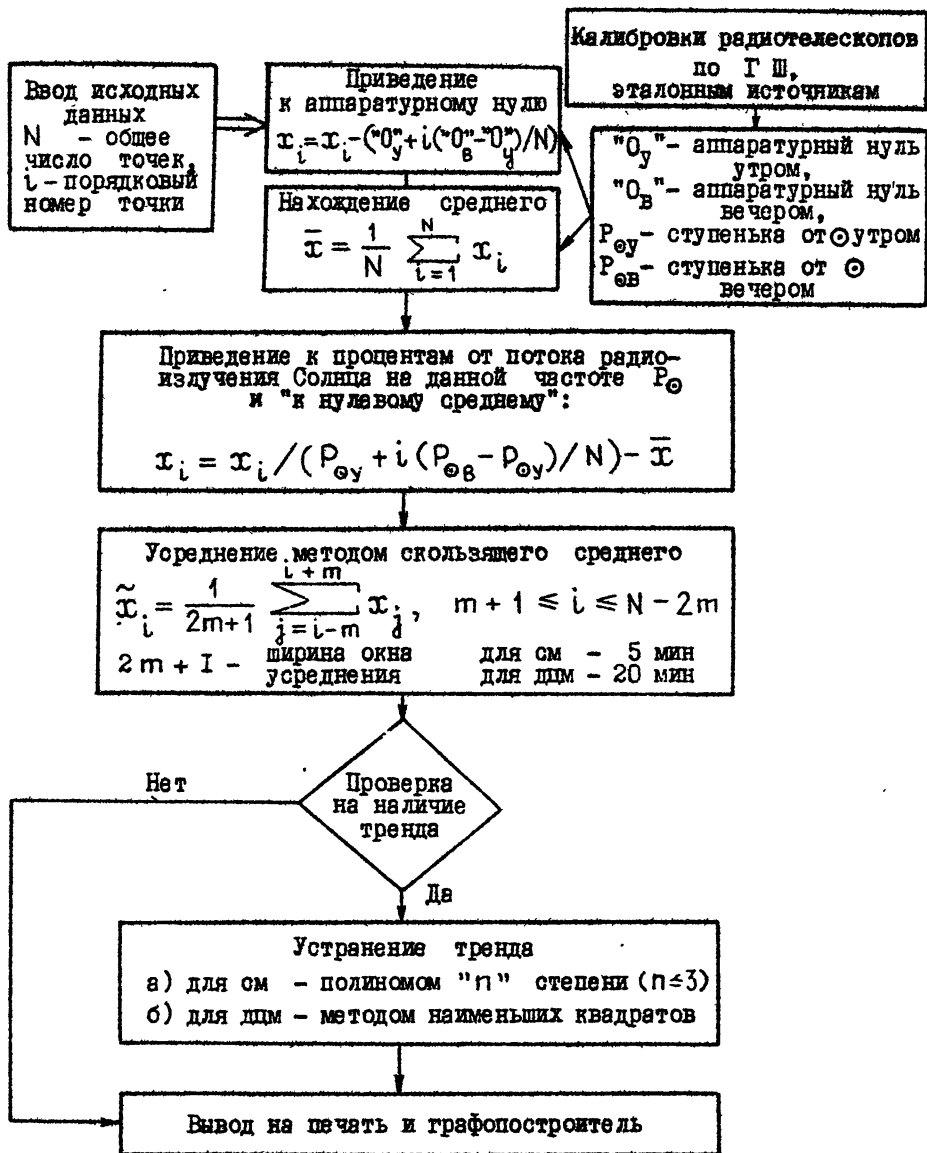 Ввод исходных
данных
N - общее
число точек,
i - порядковый
номер точки
Приведение
к аппаратурному нулю
x_i = x_i - ("0_у" + i("0_в" - "0_у")/N)
Калибровки радиотелескопов
по ГШ,
эталонным источникам
"0_у" - аппаратурный нуль
утром,
"0_в" - аппаратурный нуль
вечером,
P_⊙у - ступенька от ⊙ утром
P_⊙в - ступенька от ⊙
вечером
Нахождение среднего
x̅ = 1/N ∑_{i=1}^{N} x_i
Приведение к процентам от потока радио-
излучения Солнца на данной частоте P_⊙
и "к нулевому среднему":
x_i = x_i /(P_⊙у + i (P_⊙в - P_⊙у)/N) - x̅
Усреднение методом скользящего среднего
x̃_i = 1/(2m+1) ∑_{j=i-m}^{i+m} x_j, m + 1 ≤ i ≤ N - 2m
2m + I - ширина окна для см - 5 мин
усреднения для дцм - 20 мин
Проверка
на наличие
тренда
Нет
Да
Устранение тренда
а) для см - полиномом "n" степени (n≤3)
б) для дцм - методом наименьших квадратов
Вывод на печать и графопостроитель